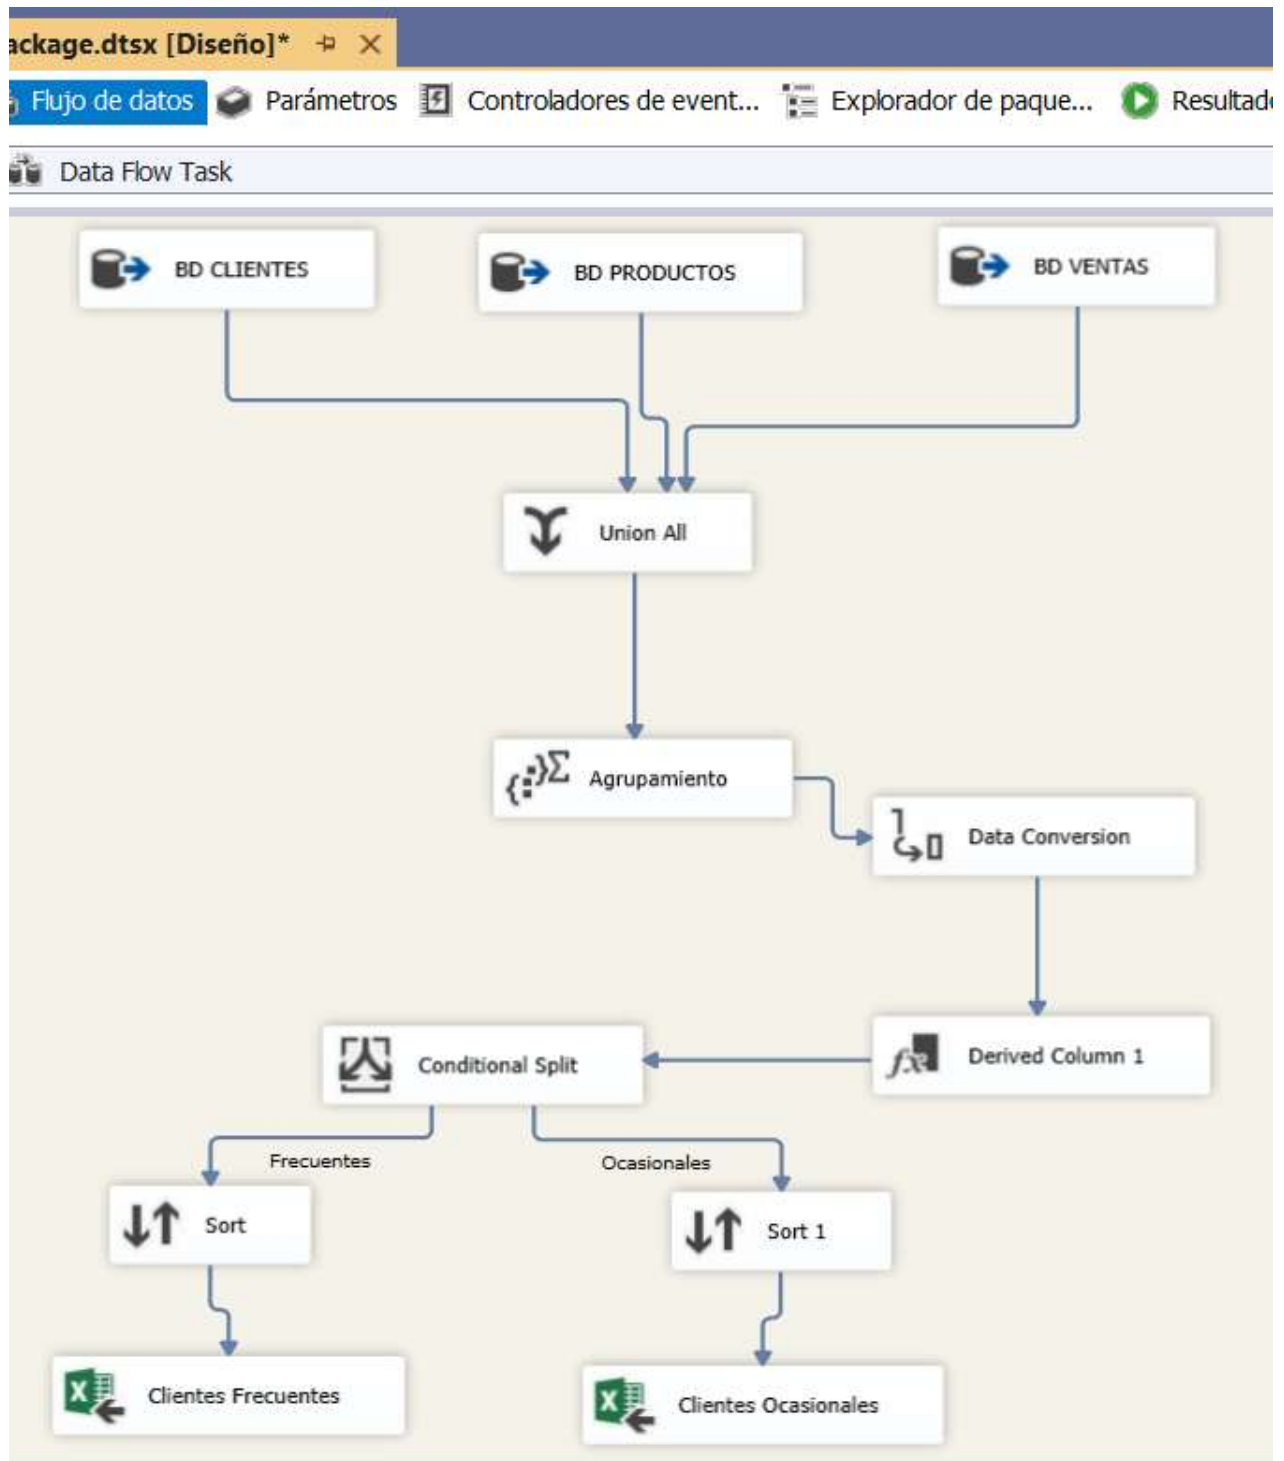 ackage.dtsx [Diseño]*
Flujo de datos Parámetros Controladores de event... Explorador de paque... Resultad
Data Flow Task
BD CLIENTES BD PRODUCTOS BD VENTAS
Union All
Agrupamiento
Data Conversion
Conditional Split Derived Column 1
Frecuentes Ocasionales
Sort Sort 1
Clientes Frecuentes Clientes Ocasionales